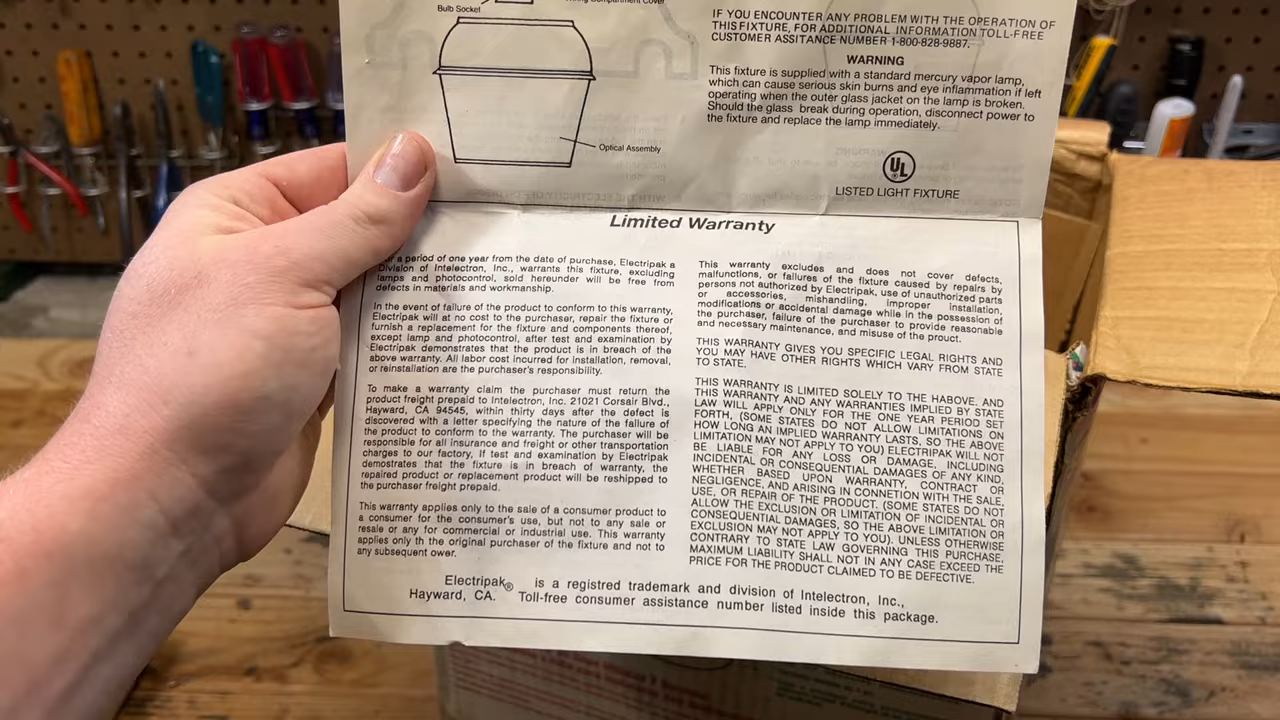 Bulb Socket
Wiring Compartment Cover
Optical Assembly
IF YOU ENCOUNTER ANY PROBLEM WITH THE OPERATION OF
THIS FIXTURE, FOR ADDITIONAL INFORMATION TOLL-FREE
CUSTOMER ASSITANCE NUMBER 1-800-828-9887.
WARNING
This fixture is supplied with a standard mercury vapor lamp,
which can cause serious skin burns and eye inflammation if left
operating when the outer glass jacket on the lamp is broken.
Should the glass break during operation, disconnect power to
the fixture and replace the lamp immediately.
UL
LISTED LIGHT FIXTURE
Limited Warranty
a period of one year from the date of purchase, Electripak a
Division of Intelectron, Inc., warrants this fixture, excluding
lamps and photocontrol, sold hereunder will be free from
defects in materials and workmanship.
In the event of failure of the product to conform to this warranty,
Electripak will at no cost to the purchaser, repair the fixture or
furnish a replacement for the fixture and components thereof,
except lamp and photocontrol, after test and examination by
Electripak demonstrates that the product is in breach of the
above warranty. All labor cost incurred for installation, removal,
or reinstallation are the purchaser's responsibility.
To make a warranty claim the purchaser must return the
product freight prepaid to Intelectron, Inc. 21021 Corsair Blvd.,
Hayward, CA 94545, within thirty days after the defect is
discovered with a letter specifying the nature of the failure of
the product to conform to the warranty. The purchaser will be
responsible for all insurance and freight or other transportation
charges to our factory, If test and examination by Electripak
demostrates that the fixture is in breach of warranty, the
repaired product or replacement product will be reshipped to
the purchaser freight prepaid.
This warranty applies only to the sale of a consumer product to
a consumer for the consumer's use, but not to any sale or
resale or any for commercial or industrial use. This warranty
applies only th the original purchaser of the fixture and not to
any subsequent ower.
This warranty excludes and does not cover defects,
malfunctions, or failures of the fixture caused by repairs by
persons not authorized by Electripak, use of unauthorized parts
or accessories, mishandling, improper installation,
modifications or accidental damage while in the possession of
the purchaser, failure of the purchaser to provide reasonable
and necessary maintenance, and misuse of the prouct.
THIS WARRANTY GIVES YOU SPECIFIC LEGAL RIGHTS AND
YOU MAY HAVE OTHER RIGHTS WHICH VARY FROM STATE
TO STATE.
THIS WARRANTY IS LIMITED SOLELY TO THE HABOVE. AND
THIS WARRANTY AND ANY WARRANTIES IMPLIED BY STATE
LAW WILL APPLY ONLY FOR THE ONE YEAR PERIOD SET
FORTH, (SOME STATES DO NOT ALLOW LIMITATIONS ON
HOW LONG AN IMPLIED WARRANTY LASTS, SO THE ABOVE
LIMITATION MAY NOT APPLY TO YOU) ELECTRIPAK WILL NOT
BE LIABLE FOR ANY LOSS OR DAMAGE, INCLUDING
INCIDENTAL OR CONSEQUENTIAL DAMAGES OF ANY KIND,
WHETHER BASED UPON WARRANTY, CONTRACT OR
NEGLIGENCE, AND ARISING IN CONNETION WITH THE SALE,
USE, OR REPAIR OF THE PRODUCT. (SOME STATES DO NOT
ALLOW THE EXCLUSION OR LIMITATION OF INCIDENTAL OR
CONSEQUENTIAL DAMAGES, SO THE ABOVE LIMITATION OR
EXCLUSION MAY NOT APPLY TO YOU). UNLESS OTHERWISE
CONTRARY TO STATE LAW GOVERNING THIS PURCHASE,
MAXIMUM LIABILITY SHALL NOT IN ANY CASE EXCEED THE
PRICE FOR THE PRODUCT CLAIMED TO BE DEFECTIVE.
Electripak® is a registred trademark and division of Intelectron, Inc.,
Hayward, CA. Toll-free consumer assistance number listed inside this package.